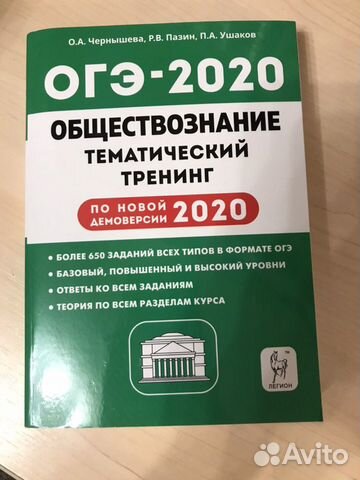 О.А. Чернышева, Р.В. Пазин, П.А. Ушаков
ОГЭ-2020
ОБЩЕСТВОЗНАНИЕ
ТЕМАТИЧЕСКИЙ
ТРЕНИНГ
ПО НОВОЙ
ДЕМОВЕРСИИ 2020
• БОЛЕЕ 650 ЗАДАНИЙ ВСЕХ ТИПОВ В ФОРМАТЕ ОГЭ
• БАЗОВЫЙ, ПОВЫШЕННЫЙ И ВЫСОКИЙ УРОВНИ
• ОТВЕТЫ КО ВСЕМ ЗАДАНИЯМ
• ТЕОРИЯ ПО ВСЕМ РАЗДЕЛАМ КУРСА
TM
ЛЕГИОН
Avito